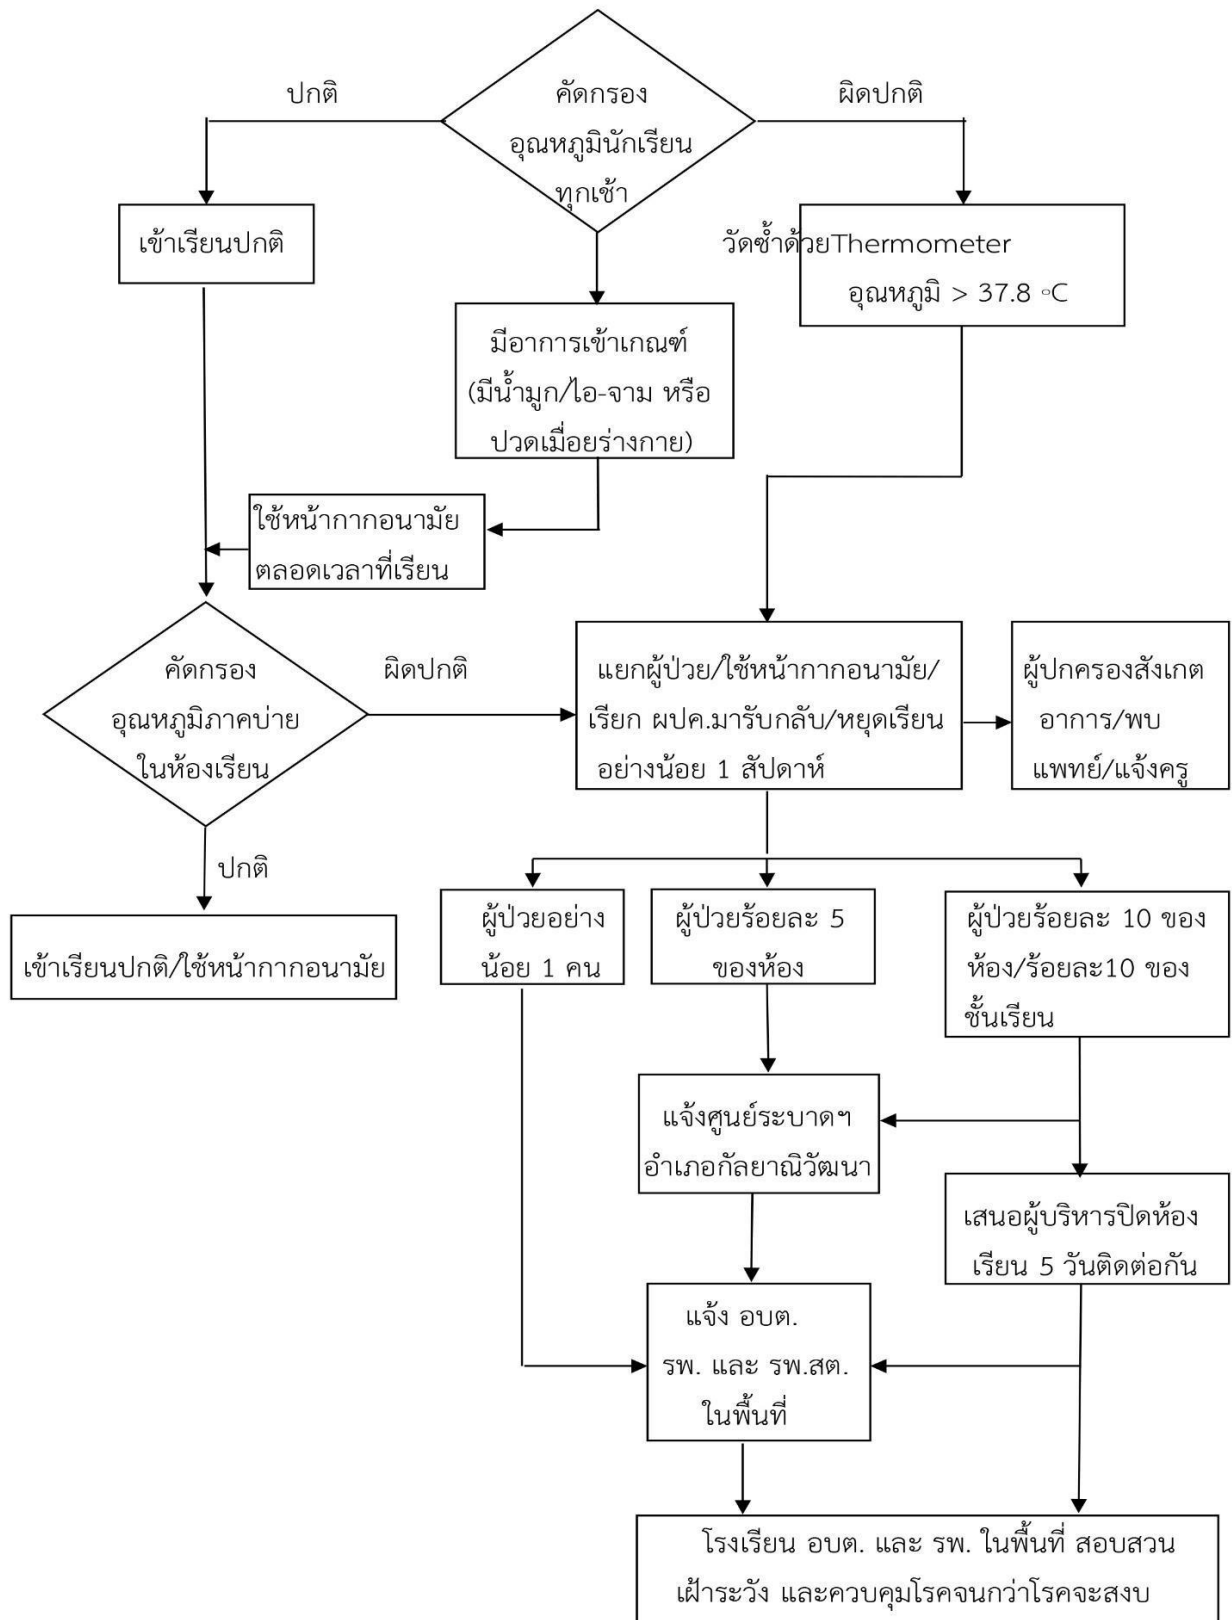 ปกติ
คัดกรอง
อุณหภูมินักเรียน
ทุกเช้า
ผิดปกติ
เข้าเรียนปกติ
วัดซ้ำด้วยThermometer
อุณหภูมิ > 37.8 °C
มีอาการเข้าเกณฑ์
(มีน้ำมูก/ไอ-จาม หรือ
ปวดเมื่อยร่างกาย)
ใช้หน้ากากอนามัย
ตลอดเวลาที่เรียน
คัดกรอง
อุณหภูมิภาคบ่าย
ในห้องเรียน
ผิดปกติ
แยกผู้ป่วย/ใช้หน้ากากอนามัย/
เรียก ผปค.มารับกลับ/หยุดเรียน
อย่างน้อย 1 สัปดาห์
ผู้ปกครองสังเกต
อาการ/พบ
แพทย์/แจ้งครู
ปกติ
เข้าเรียนปกติ/ใช้หน้ากากอนามัย
ผู้ป่วยอย่าง
น้อย 1 คน
ผู้ป่วยร้อยละ 5
ของห้อง
ผู้ป่วยร้อยละ 10 ของ
ห้อง/ร้อยละ10 ของ
ชั้นเรียน
แจ้งศูนย์ระบาดฯ
อำเภอกัลยาณิวัฒนา
เสนอผู้บริหารปิดห้อง
เรียน 5 วันติดต่อกัน
แจ้ง อบต.
รพ. และ รพ.สต.
ในพื้นที่
โรงเรียน อบต. และ รพ. ในพื้นที่ สอบสวน
เฝ้าระวัง และควบคุมโรคจนกว่าโรคจะสงบ